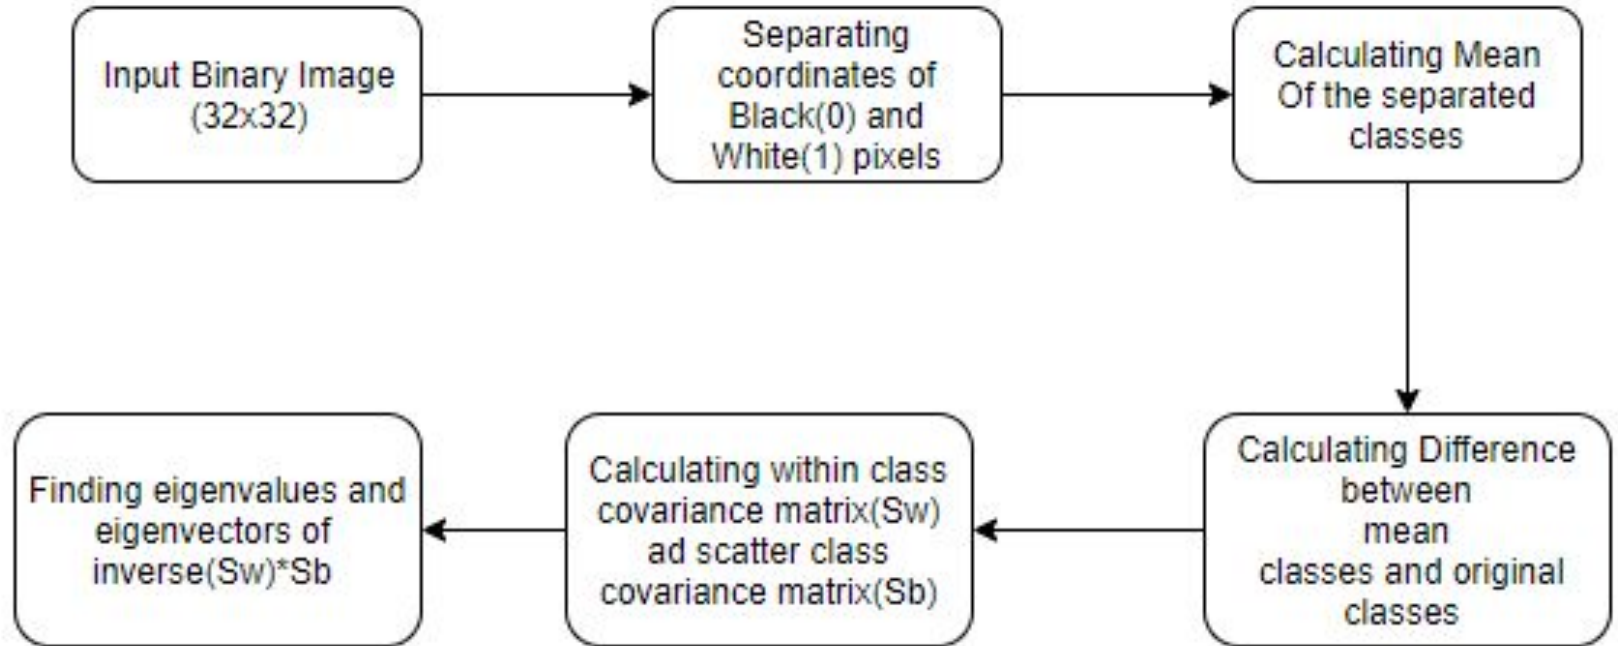 Input Binary Image
(32x32)
Separating
coordinates of
Black(0) and
White(1) pixels
Calculating Mean
Of the separated
classes
Calculating Difference
between
mean
classes and original
classes
Calculating within class
covariance matrix(Sw)
ad scatter class
covariance matrix(Sb)
Finding eigenvalues and
eigenvectors of
inverse(Sw)*Sb